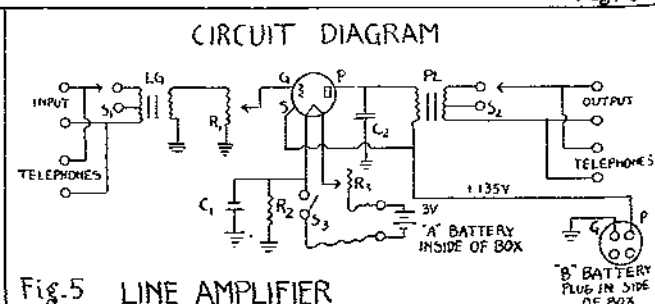 CIRCUIT DIAGRAM
LG
G
P
PL
S
INPUT
S1
R1
C2
S2
OUTPUT
TELEPHONES
TELEPHONES
+135V
C1
R2
S3
R3
3V
"A" BATTERY
INSIDE OF BOX
G
P
"B" BATTERY
PLUG IN SIDE
OF BOX
Fig.5 LINE AMPLIFIER